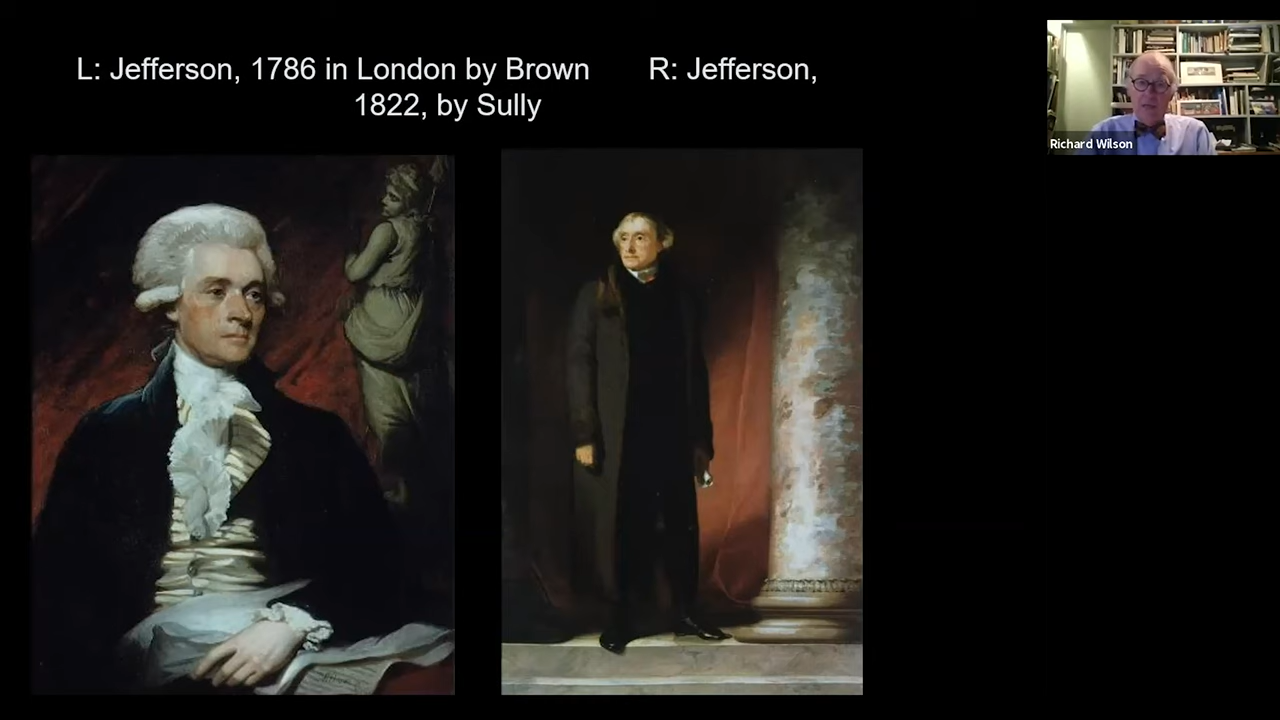 L: Jefferson, 1786 in London by Brown R: Jefferson,
1822, by Sully
Richard Wilson